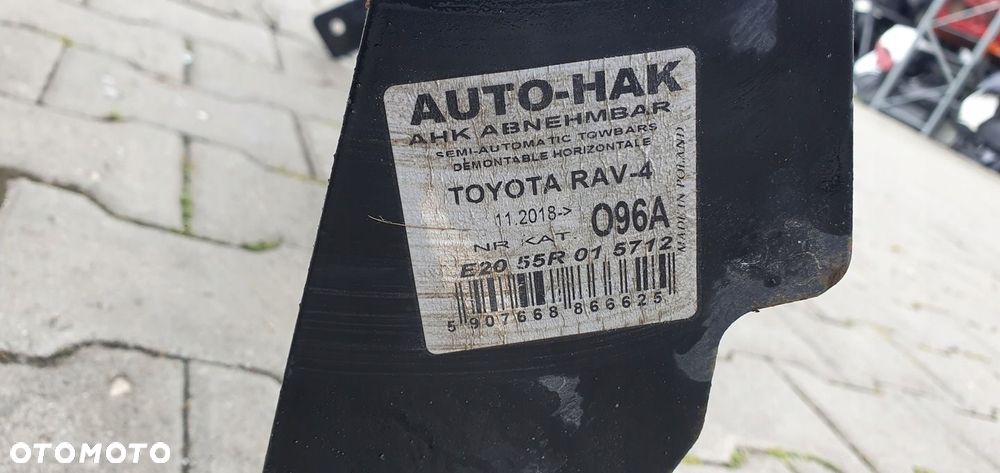 AUTO-HAK
AHK ABNEHMBAR
SEMI-AUTOMATIC TOWBARS
DEMONTABLE HORIZONTALE
TOYOTA RAV-4
11.2018->
NR KAT O96A
E20 55R 01 5712
5 907668 866625
MADE IN POLAND
OTOMOTO